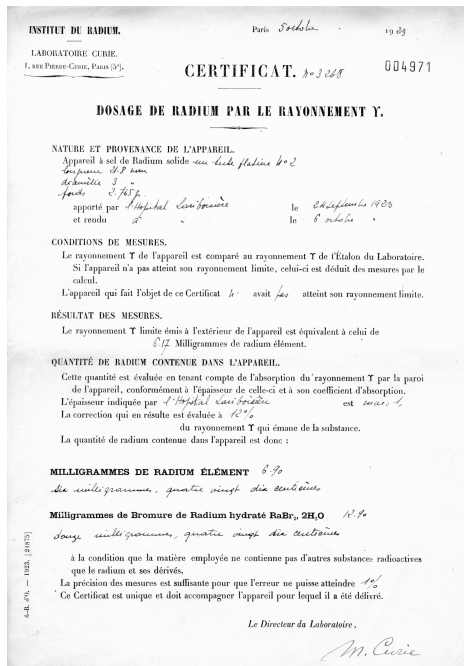 INSTITUT DU RADIUM.
Paris 5 octobre 1923
LABORATOIRE CURIE.
1, RUE PIERRE-CURIE, PARIS (5e).
CERTIFICAT. No 3268
004971
DOSAGE DE RADIUM PAR LE RAYONNEMENT ϒ.
NATURE ET PROVENANCE DE L'APPAREIL.
Appareil à sel de Radium solide un tube platine No 2
longueur 26.8 mm
diamètre 3 "
poids 2.765 g.
apporté par l'Hopital Lariboisière le 24 septembre 1923
et rendu à " le 6 octobre "
CONDITIONS DE MESURES.
Le rayonnement ϒ de l'appareil est comparé au rayonnement ϒ de l'Étalon du Laboratoire.
Si l'appareil n'a pas atteint son rayonnement limite, celui-ci est déduit des mesures par le
calcul.
L'appareil qui fait l'objet de ce Certificat n' avait pas atteint son rayonnement limite.
RÉSULTAT DES MESURES.
Le rayonnement ϒ limite émis à l'extérieur de l'appareil est équivalent à celui de
6.17 Milligrammes de radium élément.
QUANTITÉ DE RADIUM CONTENUE DANS L'APPAREIL.
Cette quantité est évaluée en tenant compte de l'absorption du rayonnement ϒ par la paroi
de l'appareil, conformément à l'épaisseur de celle-ci et à son coefficient d'absorption.
L'épaisseur indiquée par l'Hopital Lariboisière est
La correction qui en résulte est évaluée à 12%
du rayonnement ϒ qui émane de la substance.
La quantité de radium contenue dans l'appareil est donc :
MILLIGRAMMES DE RADIUM ÉLÉMENT 6.90
six milligrammes, quatre vingt dix centièmes
Milligrammes de Bromure de Radium hydraté RaBr2, 2H2O 12.90
douze milligrammes, quatre vingt dix centièmes
à la condition que la matière employée ne contienne pas d'autres substances radioactives
que le radium et ses dérivés.
La précision des mesures est suffisante pour que l'erreur ne puisse atteindre 1%
Ce Certificat est unique et doit accompagner l'appareil pour lequel il a été délivré.
Le Directeur du Laboratoire,
M. Curie